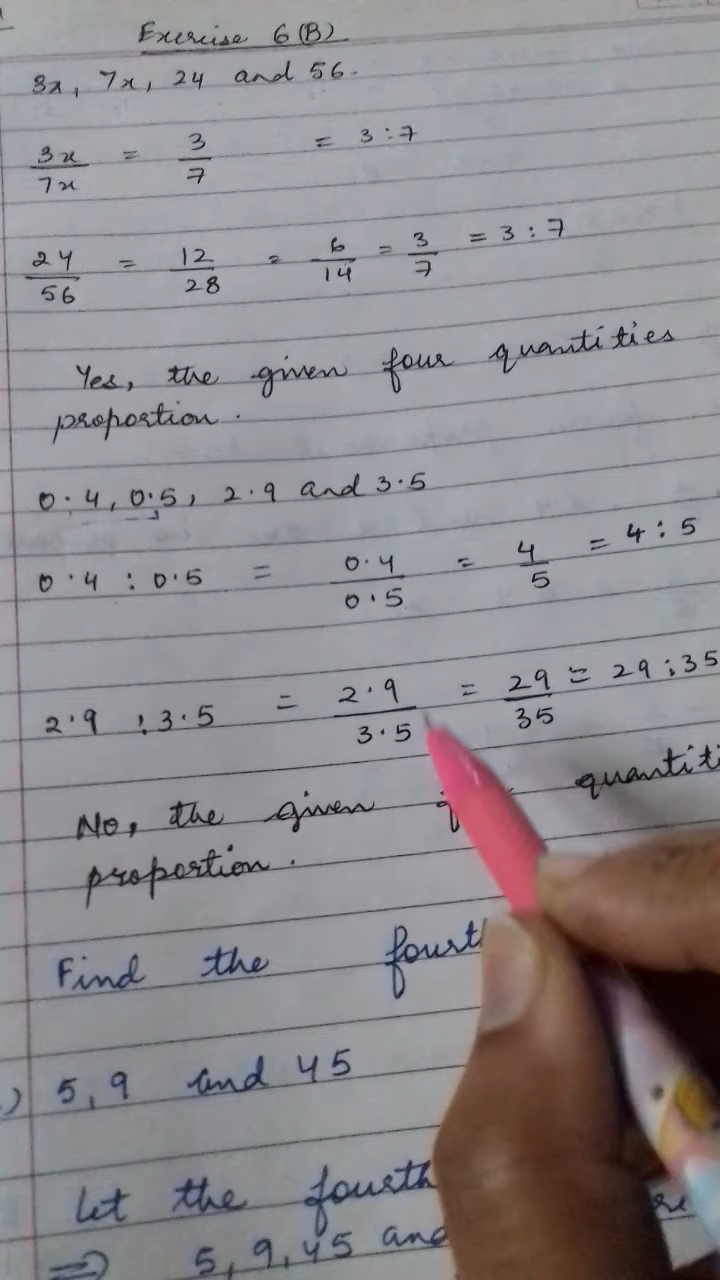 Exercise 6(B)
3x, 7x, 24 and 56.
3x/7x = 3/7 = 3:7
24/56 = 12/28 = 6/14 = 3/7 = 3:7
Yes, the given four quantities
proportion.
0.4, 0.5, 2.9 and 3.5
0.4 : 0.5 = 0.4/0.5 = 4/5 = 4:5
2.9 : 3.5 = 2.9/3.5 = 29/35 = 29:35
No, the given quantiti
proportion.
Find the fourth
5, 9 and 45
Let the fourth
⇒ 5, 9, 45 and